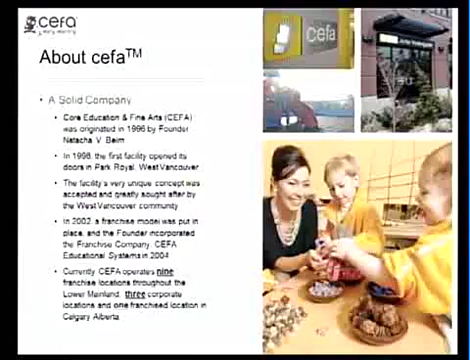 cefa
early learning
About cefa™
• A Solid Company
• Core Education & Fine Arts (CEFA)
was originated in 1996 by Founder
Natacha V. Beim
• In 1998, the first facility opened its
doors in Park Royal, West Vancouver
• The facility's very unique concept was
accepted and greatly sought after by
the West Vancouver community
• In 2002, a franchise model was put in
place, and the Founder incorporated
the Franchise Company, CEFA
Educational Systems in 2004
• Currently, CEFA operates nine
franchise locations throughout the
Lower Mainland, three corporate
locations and one franchised location in
Calgary Alberta
cefa